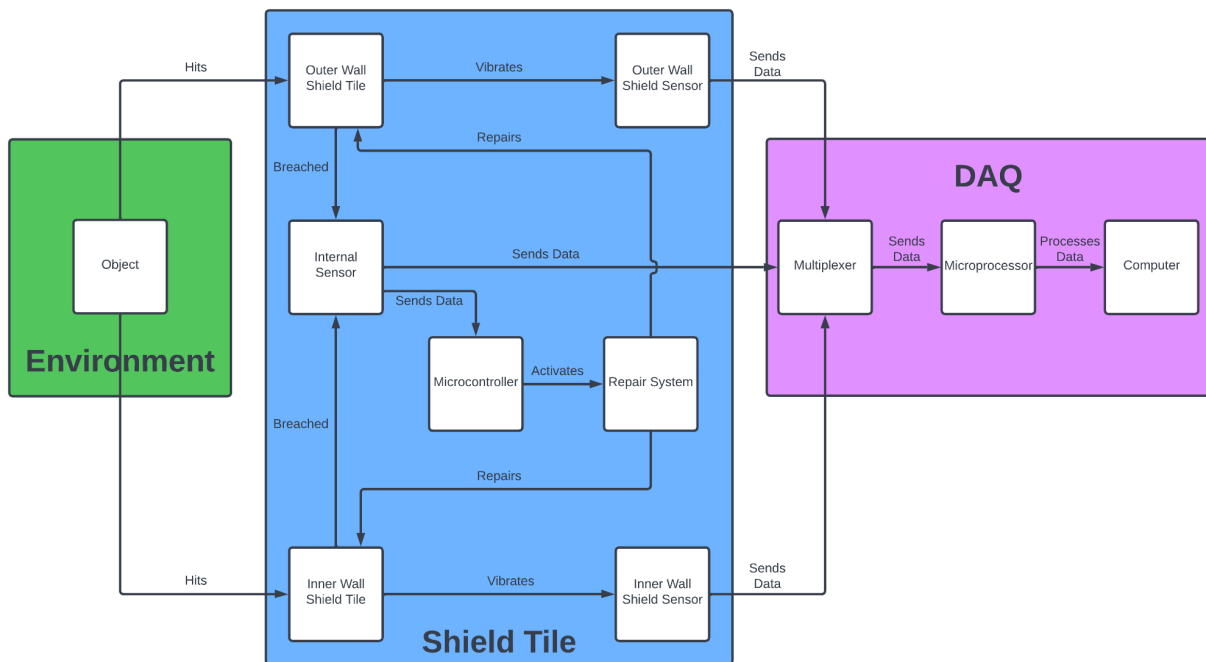 Hits
Outer Wall
Shield Tile
Vibrates
Outer Wall
Shield Sensor
Sends
Data
Repairs
Breached
DAQ
Object
Internal
Sensor
Sends Data
Multiplexer
Sends
Data
Microprocessor
Processes
Data
Computer
Sends Data
Environment
Microcontroller
Activates
Repair System
Breached
Repairs
Hits
Inner Wall
Shield Tile
Vibrates
Inner Wall
Shield Sensor
Sends
Data
Shield Tile